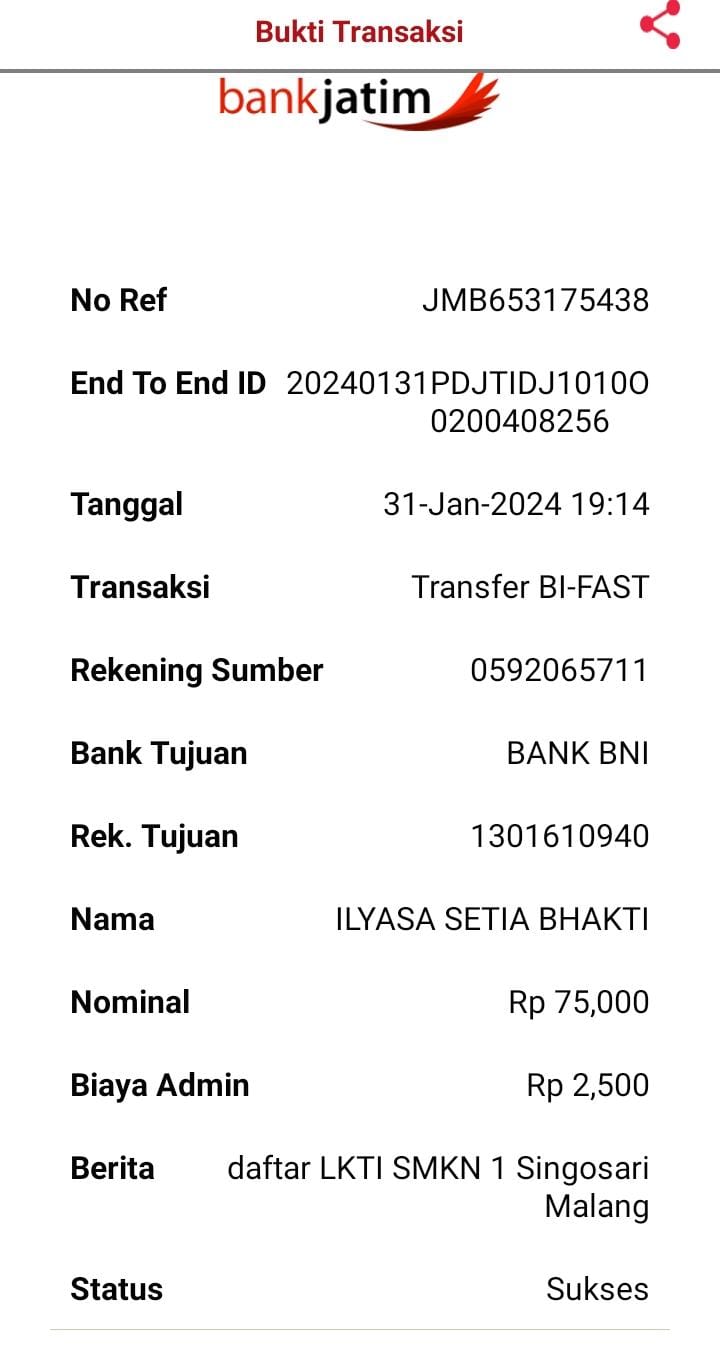 Bukti Transaksi
bankjatim
No Ref JMB653175438
End To End ID 20240131PDJTIDJ1010O
0200408256
Tanggal 31-Jan-2024 19:14
Transaksi Transfer BI-FAST
Rekening Sumber 0592065711
Bank Tujuan BANK BNI
Rek. Tujuan 1301610940
Nama ILYASA SETIA BHAKTI
Nominal Rp 75,000
Biaya Admin Rp 2,500
Berita daftar LKTI SMKN 1 Singosari
Malang
Status Sukses